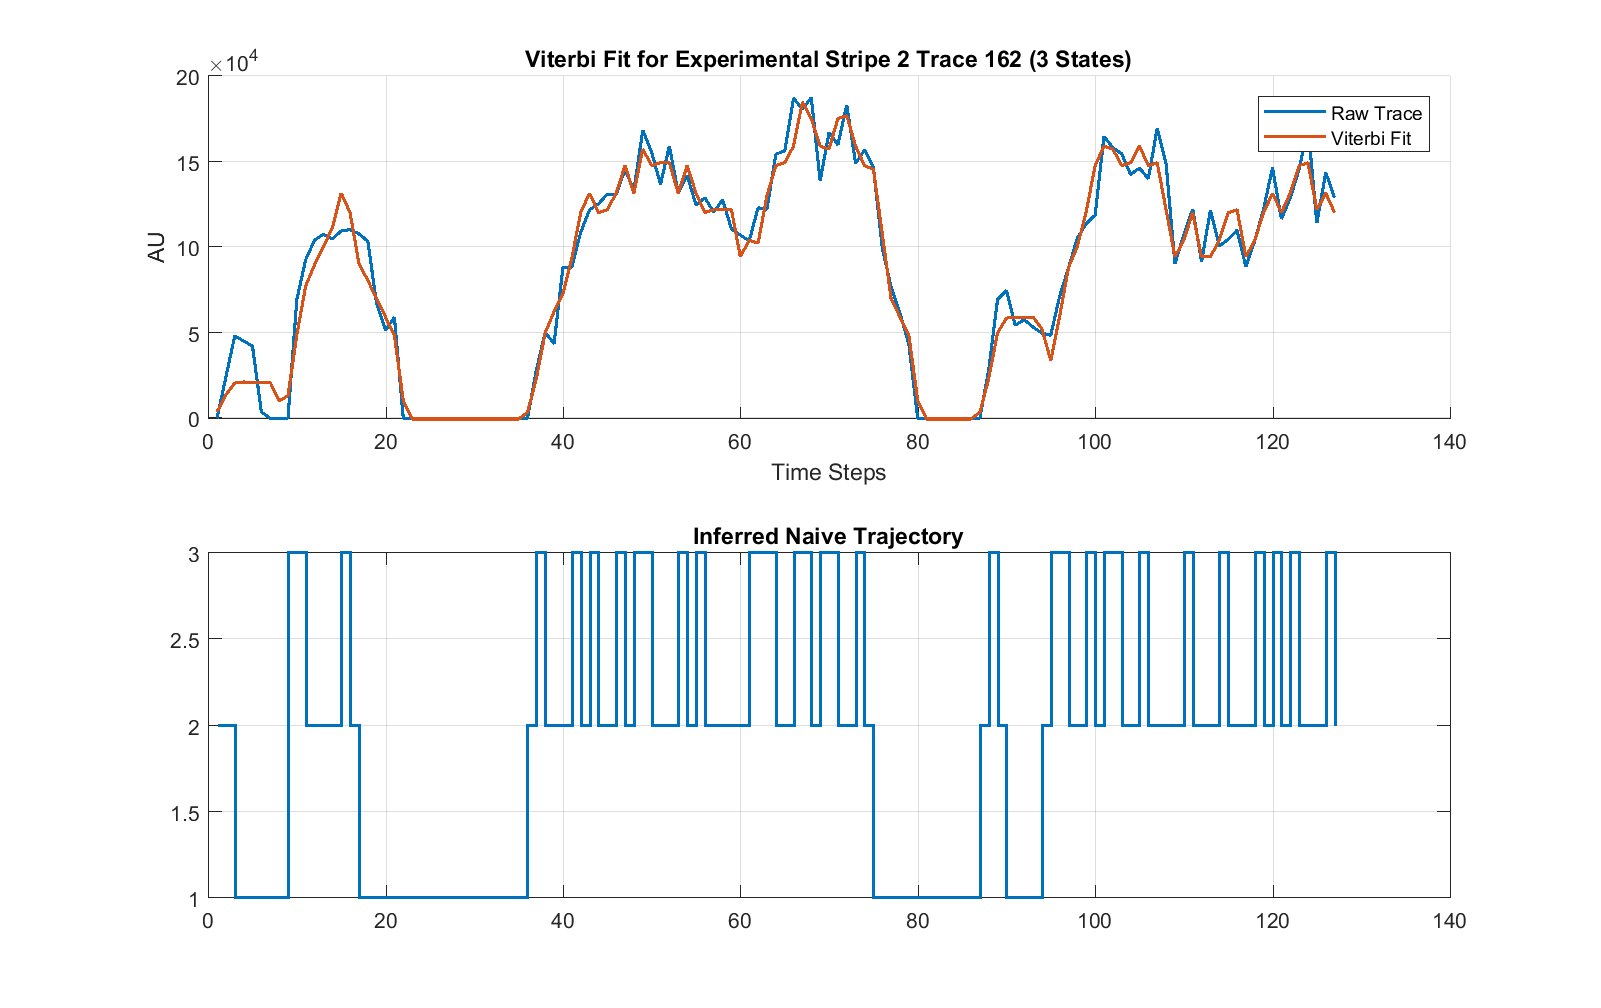 Viterbi Fit for Experimental Stripe 2 Trace 162 (3 States)
×10⁴
20
15
10
5
0
AU
Raw Trace
Viterbi Fit
0 20 40 60 80 100 120 140
Time Steps
Inferred Naive Trajectory
3
2.5
2
1.5
1
0 20 40 60 80 100 120 140